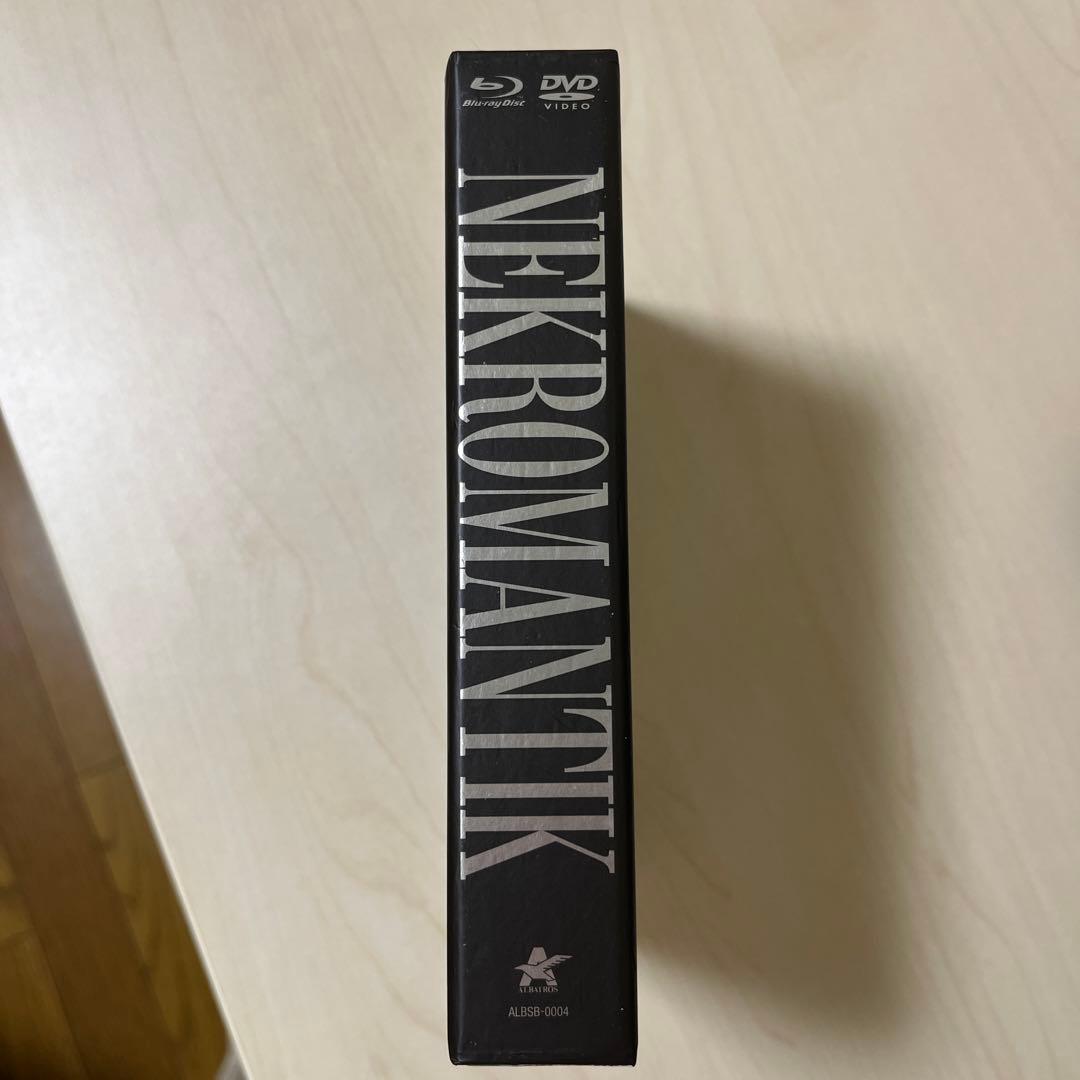 Blu-ray Disc
DVD
VIDEO
NEKROMANTIK
ALBATROS
ALBSB-0004